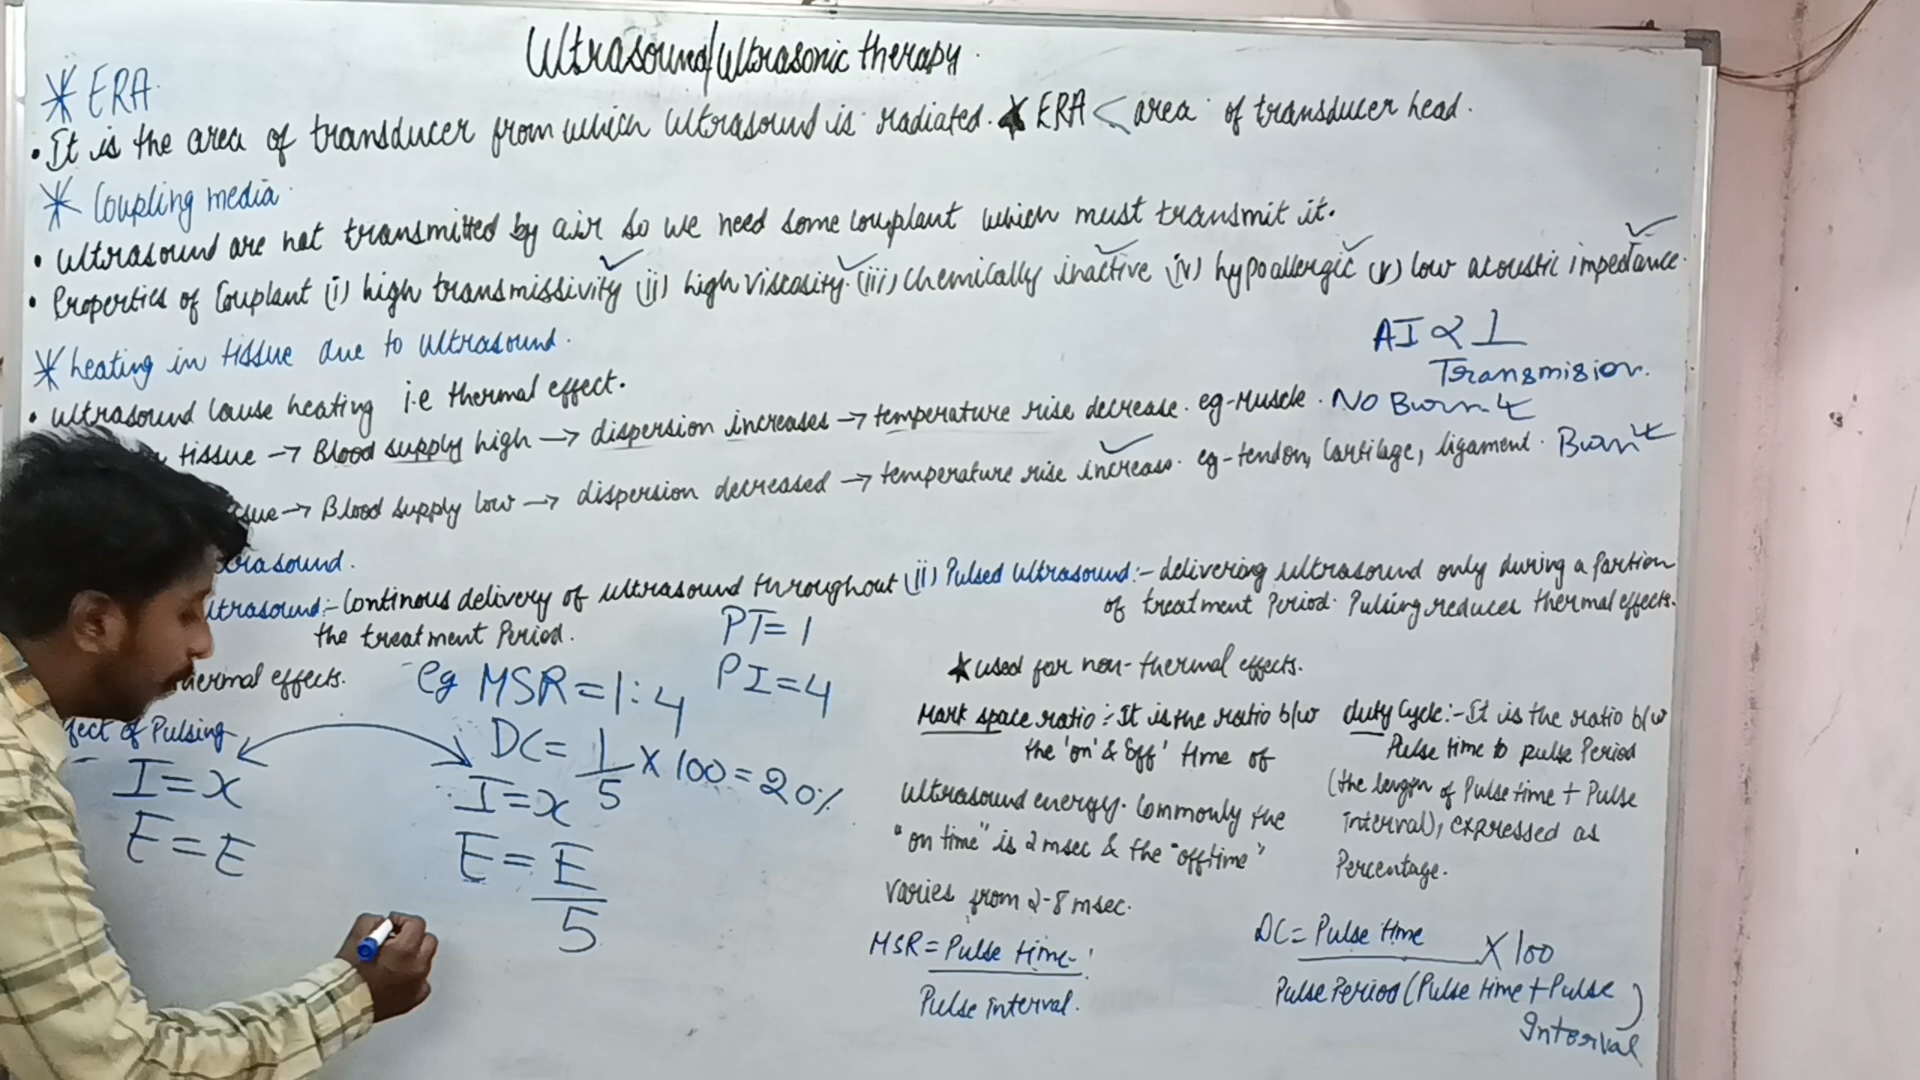 Ultrasound/ultrasonic therapy.
* ERA
• It is the area of transducer from which ultrasound is radiated. ★ ERA < area of transducer head.
* Coupling media
• Ultrasound are not transmitted by air so we need some couplant which must transmit it.
• Properties of Couplant (i) high transmissivity (ii) high viscosity (iii) chemically inactive (iv) hypoallergic (v) low acoustic impedance.
AI ∝ 1
Transmision.
* heating in tissue due to ultrasound.
• ultrasound cause heating i.e thermal effect.
tissue → Blood supply high → dispersion increases → temperature rise decrease. eg-Muscle. NO Burn
ssue → Blood supply low → dispersion decreased → temperature rise increase. eg-tendon, Cartilage, ligament. Burn
trasound.
ltrasound:- Continous delivery of ultrasound throughout
the treatment Period.
thermal effects.
(ii) Pulsed ultrasound:- delivering ultrasound only during a Portion
of treatment Period. Pulsing reduces thermal effects.
★ used for non-thermal effects.
PT=1
PI=4
eg MSR=1:4
DC= 1/5 × 100 = 20%
fect of Pulsing
I=x
E=E
I=x
E=E/5
Mark space ratio:- It is the ratio b/w
the 'on' & 'off' time of
ultrasound energy. Commonly the
"on time" is 2 msec & the "offtime"
varies from 2-8 msec.
MSR = Pulse time
Pulse interval.
duty Cycle:- It is the ratio b/w
Pulse time to pulse Period
(the length of Pulse time + Pulse
interval), expressed as
Percentage.
DC = Pulse time × 100
Pulse Period (Pulse time + Pulse
Interval)